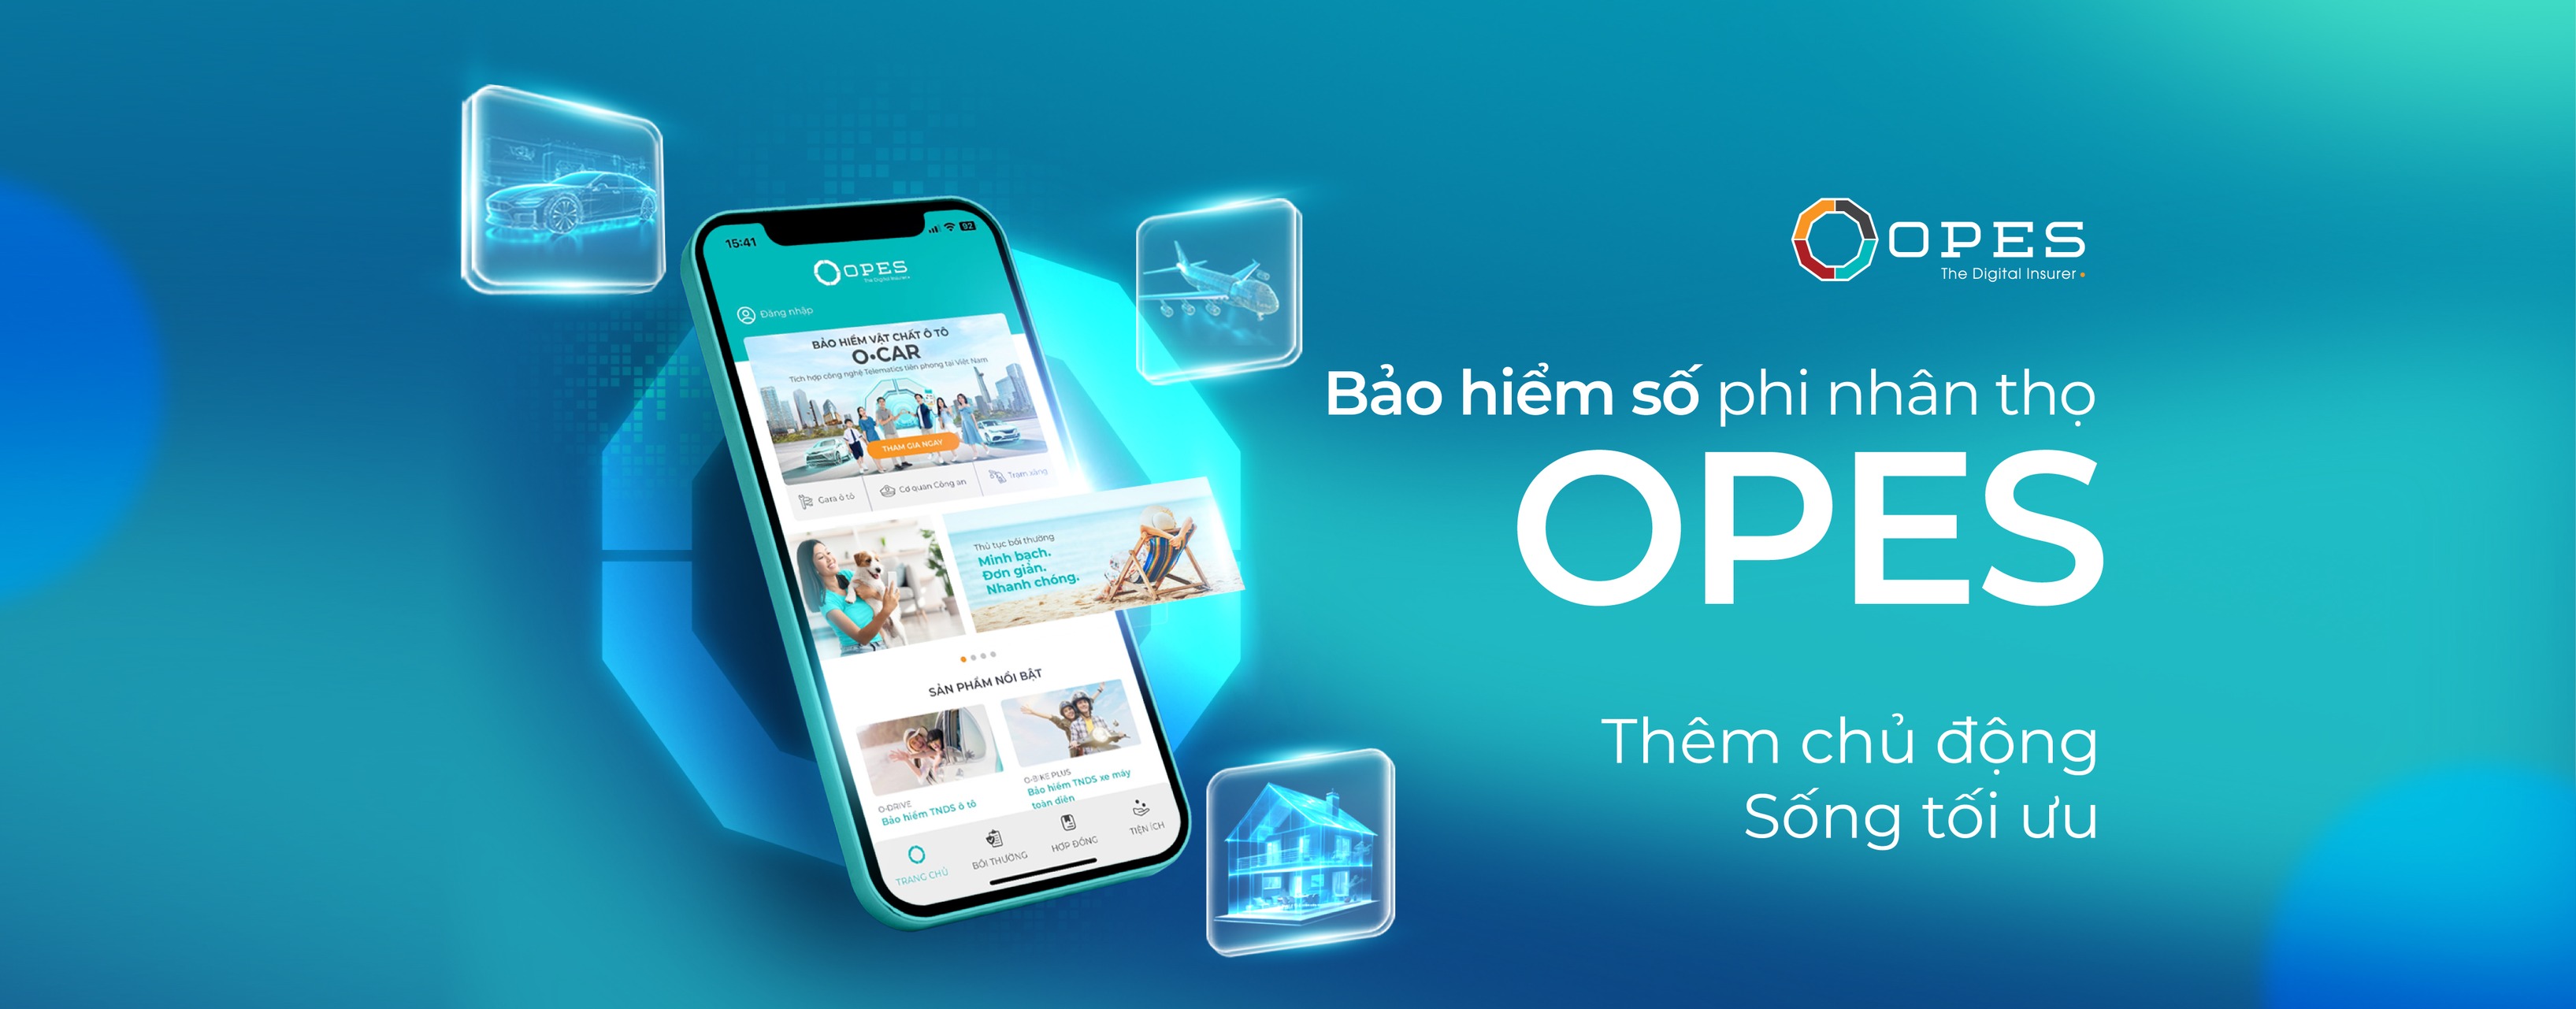 15:41
92
OPES
The Digital Insurer
Đăng nhập
BẢO HIỂM VẬT CHẤT Ô TÔ
O•CAR
Tích hợp công nghệ Telematics tiên phong tại Việt Nam
THAM GIA NGAY
Gara ô tô
Cơ quan Công an
Trạm xăng
Thủ tục bồi thường
Minh bạch.
Đơn giản.
Nhanh chóng.
SẢN PHẨM NỔI BẬT
O-DRIVE
Bảo hiểm TNDS ô tô
O-BIKE PLUS
Bảo hiểm TNDS xe máy
toàn diện
TRANG CHỦ
BỒI THƯỜNG
HỢP ĐỒNG
TIỆN ÍCH
OPES
The Digital Insurer
Bảo hiểm số phi nhân thọ
OPES
Thêm chủ động
Sống tối ưu